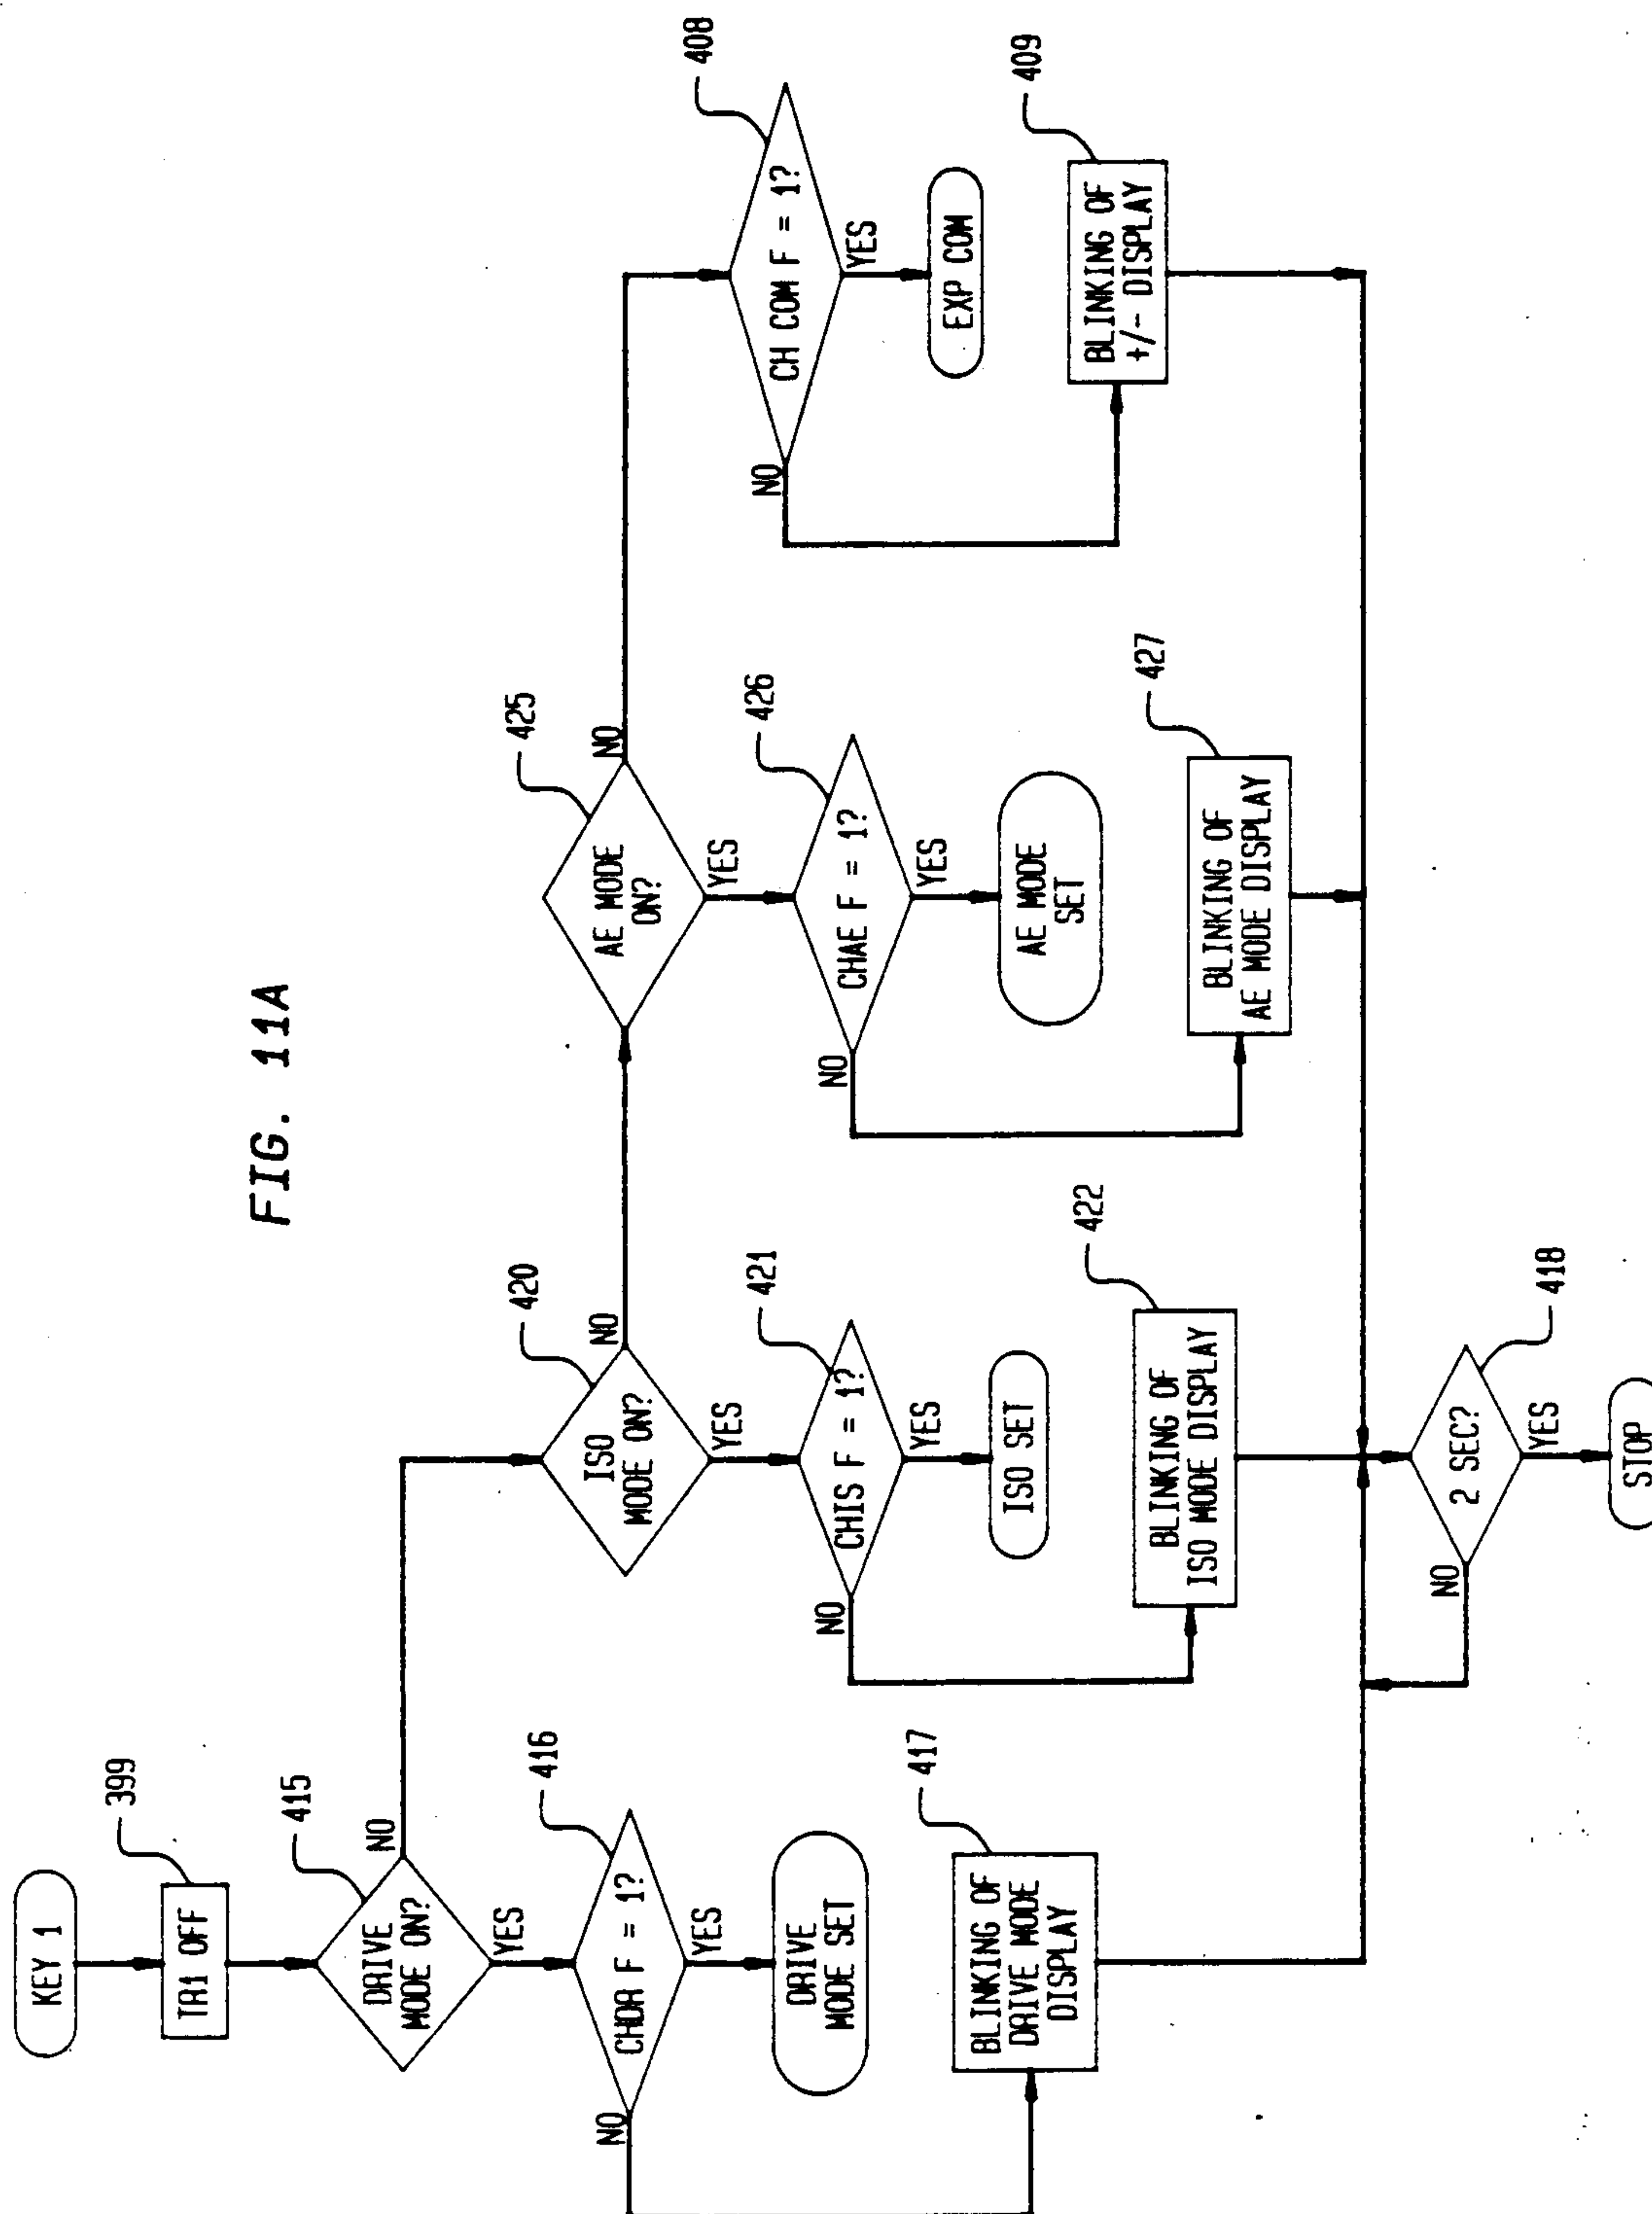 FIG. 11A
KEY 1
399
TR1 OFF
415
DRIVE
MODE ON?
NO
YES
416
CHDR F = 1?
NO
YES
DRIVE
MODE SET
417
BLINKING OF
DRIVE MODE
DISPLAY
420
ISO
MODE ON?
NO
YES
421
CHIS F = 1?
NO
YES
ISO SET
422
BLINKING OF
ISO MODE DISPLAY
425
AE MODE
ON?
NO
YES
426
CHAE F = 1?
NO
YES
AE MODE
SET
427
BLINKING OF
AE MODE DISPLAY
408
CH COM F = 1?
NO
YES
EXP COM
409
BLINKING OF
+/- DISPLAY
418
2 SEC?
NO
YES
STOP